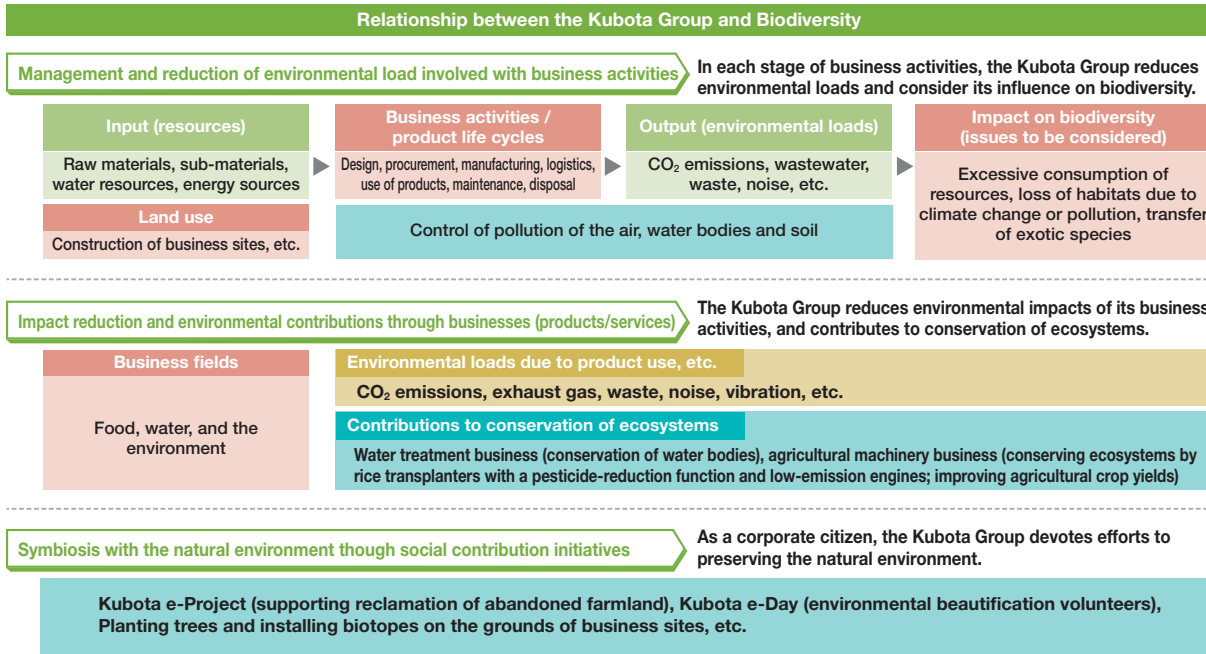 Relationship between the Kubota Group and Biodiversity
Management and reduction of environmental load involved with business activities
In each stage of business activities, the Kubota Group reduces
environmental loads and consider its influence on biodiversity.
Input (resources)
Raw materials, sub-materials,
water resources, energy sources
Land use
Construction of business sites, etc.
Business activities /
product life cycles
Design, procurement, manufacturing, logistics,
use of products, maintenance, disposal
Output (environmental loads)
CO₂ emissions, wastewater,
waste, noise, etc.
Control of pollution of the air, water bodies and soil
Impact on biodiversity
(issues to be considered)
Excessive consumption of
resources, loss of habitats due to
climate change or pollution, transfer
of exotic species
Impact reduction and environmental contributions through businesses (products/services)
The Kubota Group reduces environmental impacts of its business
activities, and contributes to conservation of ecosystems.
Business fields
Food, water, and the
environment
Environmental loads due to product use, etc.
CO₂ emissions, exhaust gas, waste, noise, vibration, etc.
Contributions to conservation of ecosystems
Water treatment business (conservation of water bodies), agricultural machinery business (conserving ecosystems by
rice transplanters with a pesticide-reduction function and low-emission engines; improving agricultural crop yields)
Symbiosis with the natural environment though social contribution initiatives
As a corporate citizen, the Kubota Group devotes efforts to
preserving the natural environment.
Kubota e-Project (supporting reclamation of abandoned farmland), Kubota e-Day (environmental beautification volunteers),
Planting trees and installing biotopes on the grounds of business sites, etc.